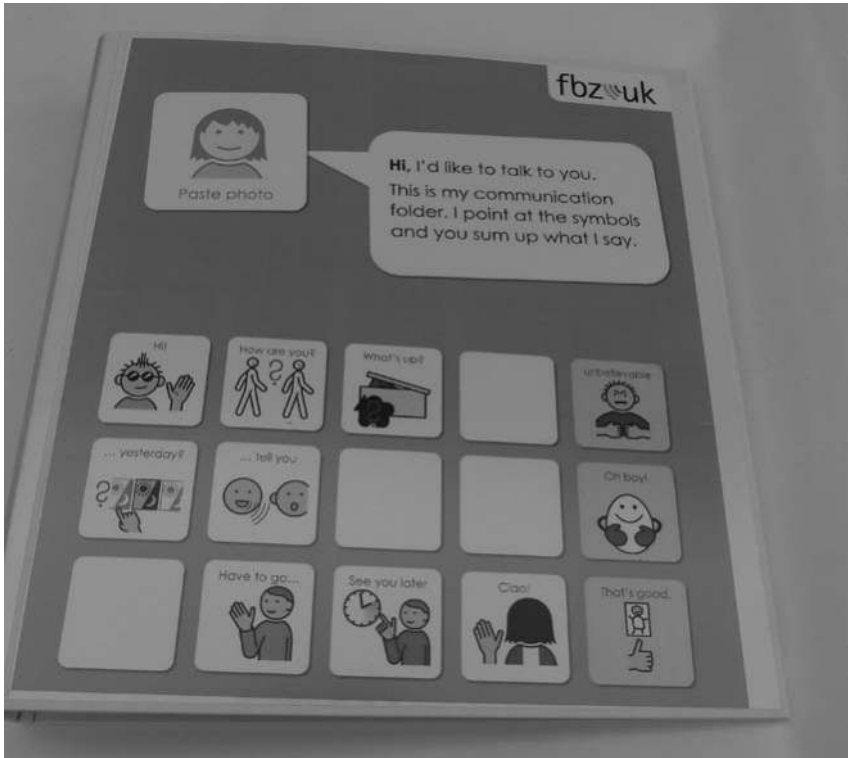 fbz uk
Paste photo
Hi, I'd like to talk to you.
This is my communication
folder. I point at the symbols
and you sum up what I say.
Hi!
How are you?
What's up?
unbelievable
... yesterday?
... tell you
Oh boy!
Have to go...
See you later
Ciao!
That's good.